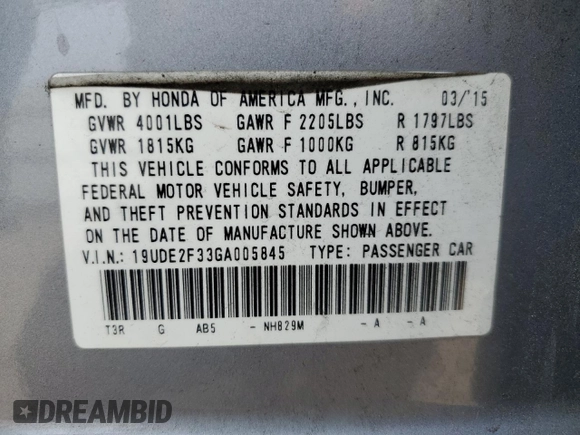 MFD. BY HONDA OF AMERICA MFG., INC. 03/'15
GVWR 4001LBS GAWR F 2205LBS R 1797LBS
GVWR 1815KG GAWR F 1000KG R 815KG
THIS VEHICLE CONFORMS TO ALL APPLICABLE
FEDERAL MOTOR VEHICLE SAFETY, BUMPER,
AND THEFT PREVENTION STANDARDS IN EFFECT
ON THE DATE OF MANUFACTURE SHOWN ABOVE.
V.I.N.: 19UDE2F33GA005845 TYPE: PASSENGER CAR
T3R G AB5 - NH829M - A - A
DREAMBID